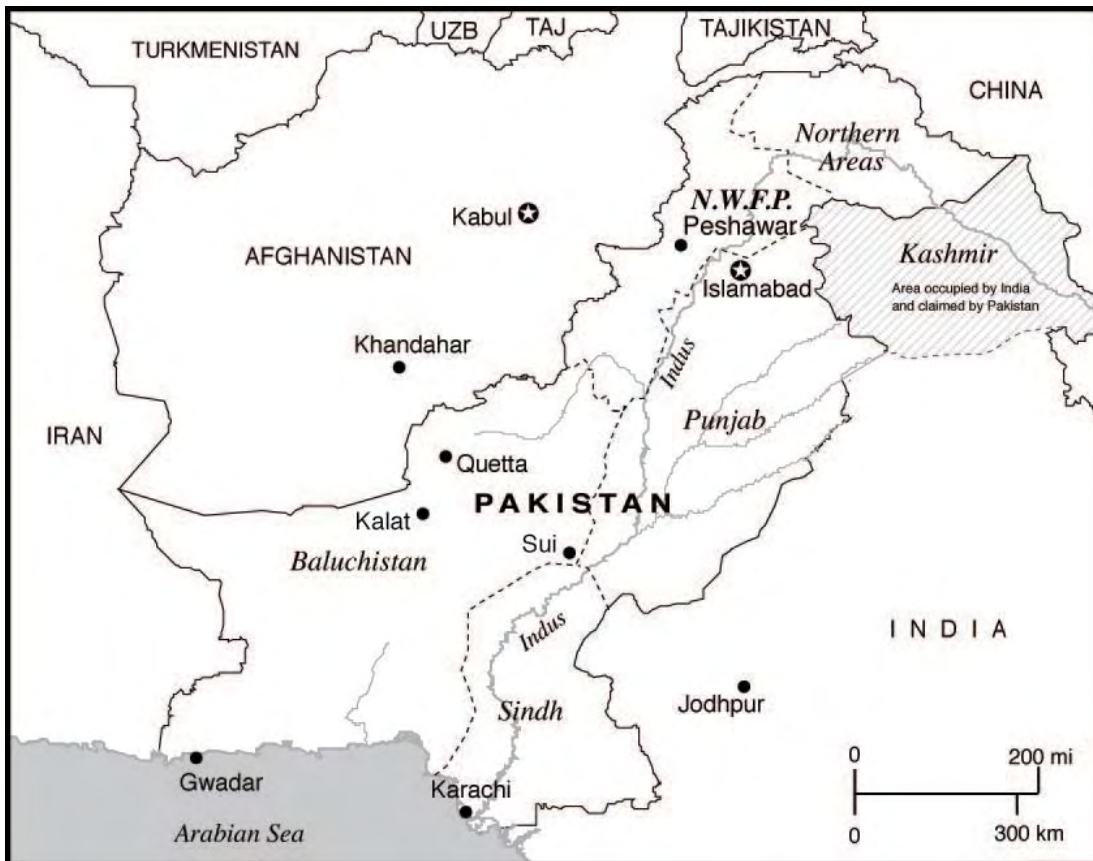 UZB
TAJ
TAJIKISTAN
TURKMENISTAN
CHINA
Northern
Areas
N.W.F.P.
Kabul
Peshawar
AFGHANISTAN
Kashmir
Islamabad
Area occupied by India
and claimed by Pakistan
Khandahar
Indus
Punjab
IRAN
Quetta
PAKISTAN
Kalat
Sui
Baluchistan
Indus
INDIA
Jodhpur
Sindh
0
200 mi
Gwadar
Karachi
Arabian Sea
0
300 km